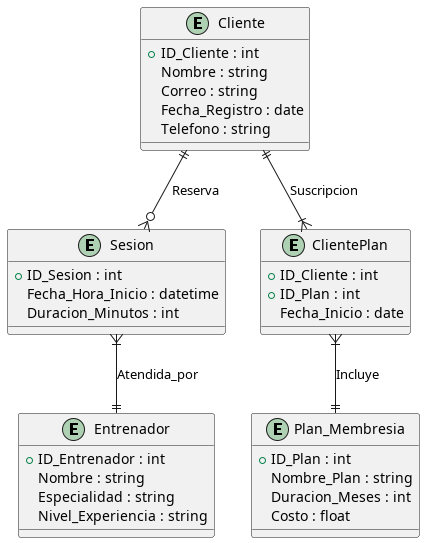 E Cliente
ID_Cliente : int
Nombre : string
Correo : string
Fecha_Registro : date
Telefono : string
Reserva
Suscripcion
E Sesion
ID_Sesion : int
Fecha_Hora_Inicio : datetime
Duracion_Minutos : int
E ClientePlan
ID_Cliente : int
ID_Plan : int
Fecha_Inicio : date
Atendida_por
Incluye
E Entrenador
ID_Entrenador : int
Nombre : string
Especialidad : string
Nivel_Experiencia : string
E Plan_Membresia
ID_Plan : int
Nombre_Plan : string
Duracion_Meses : int
Costo : float